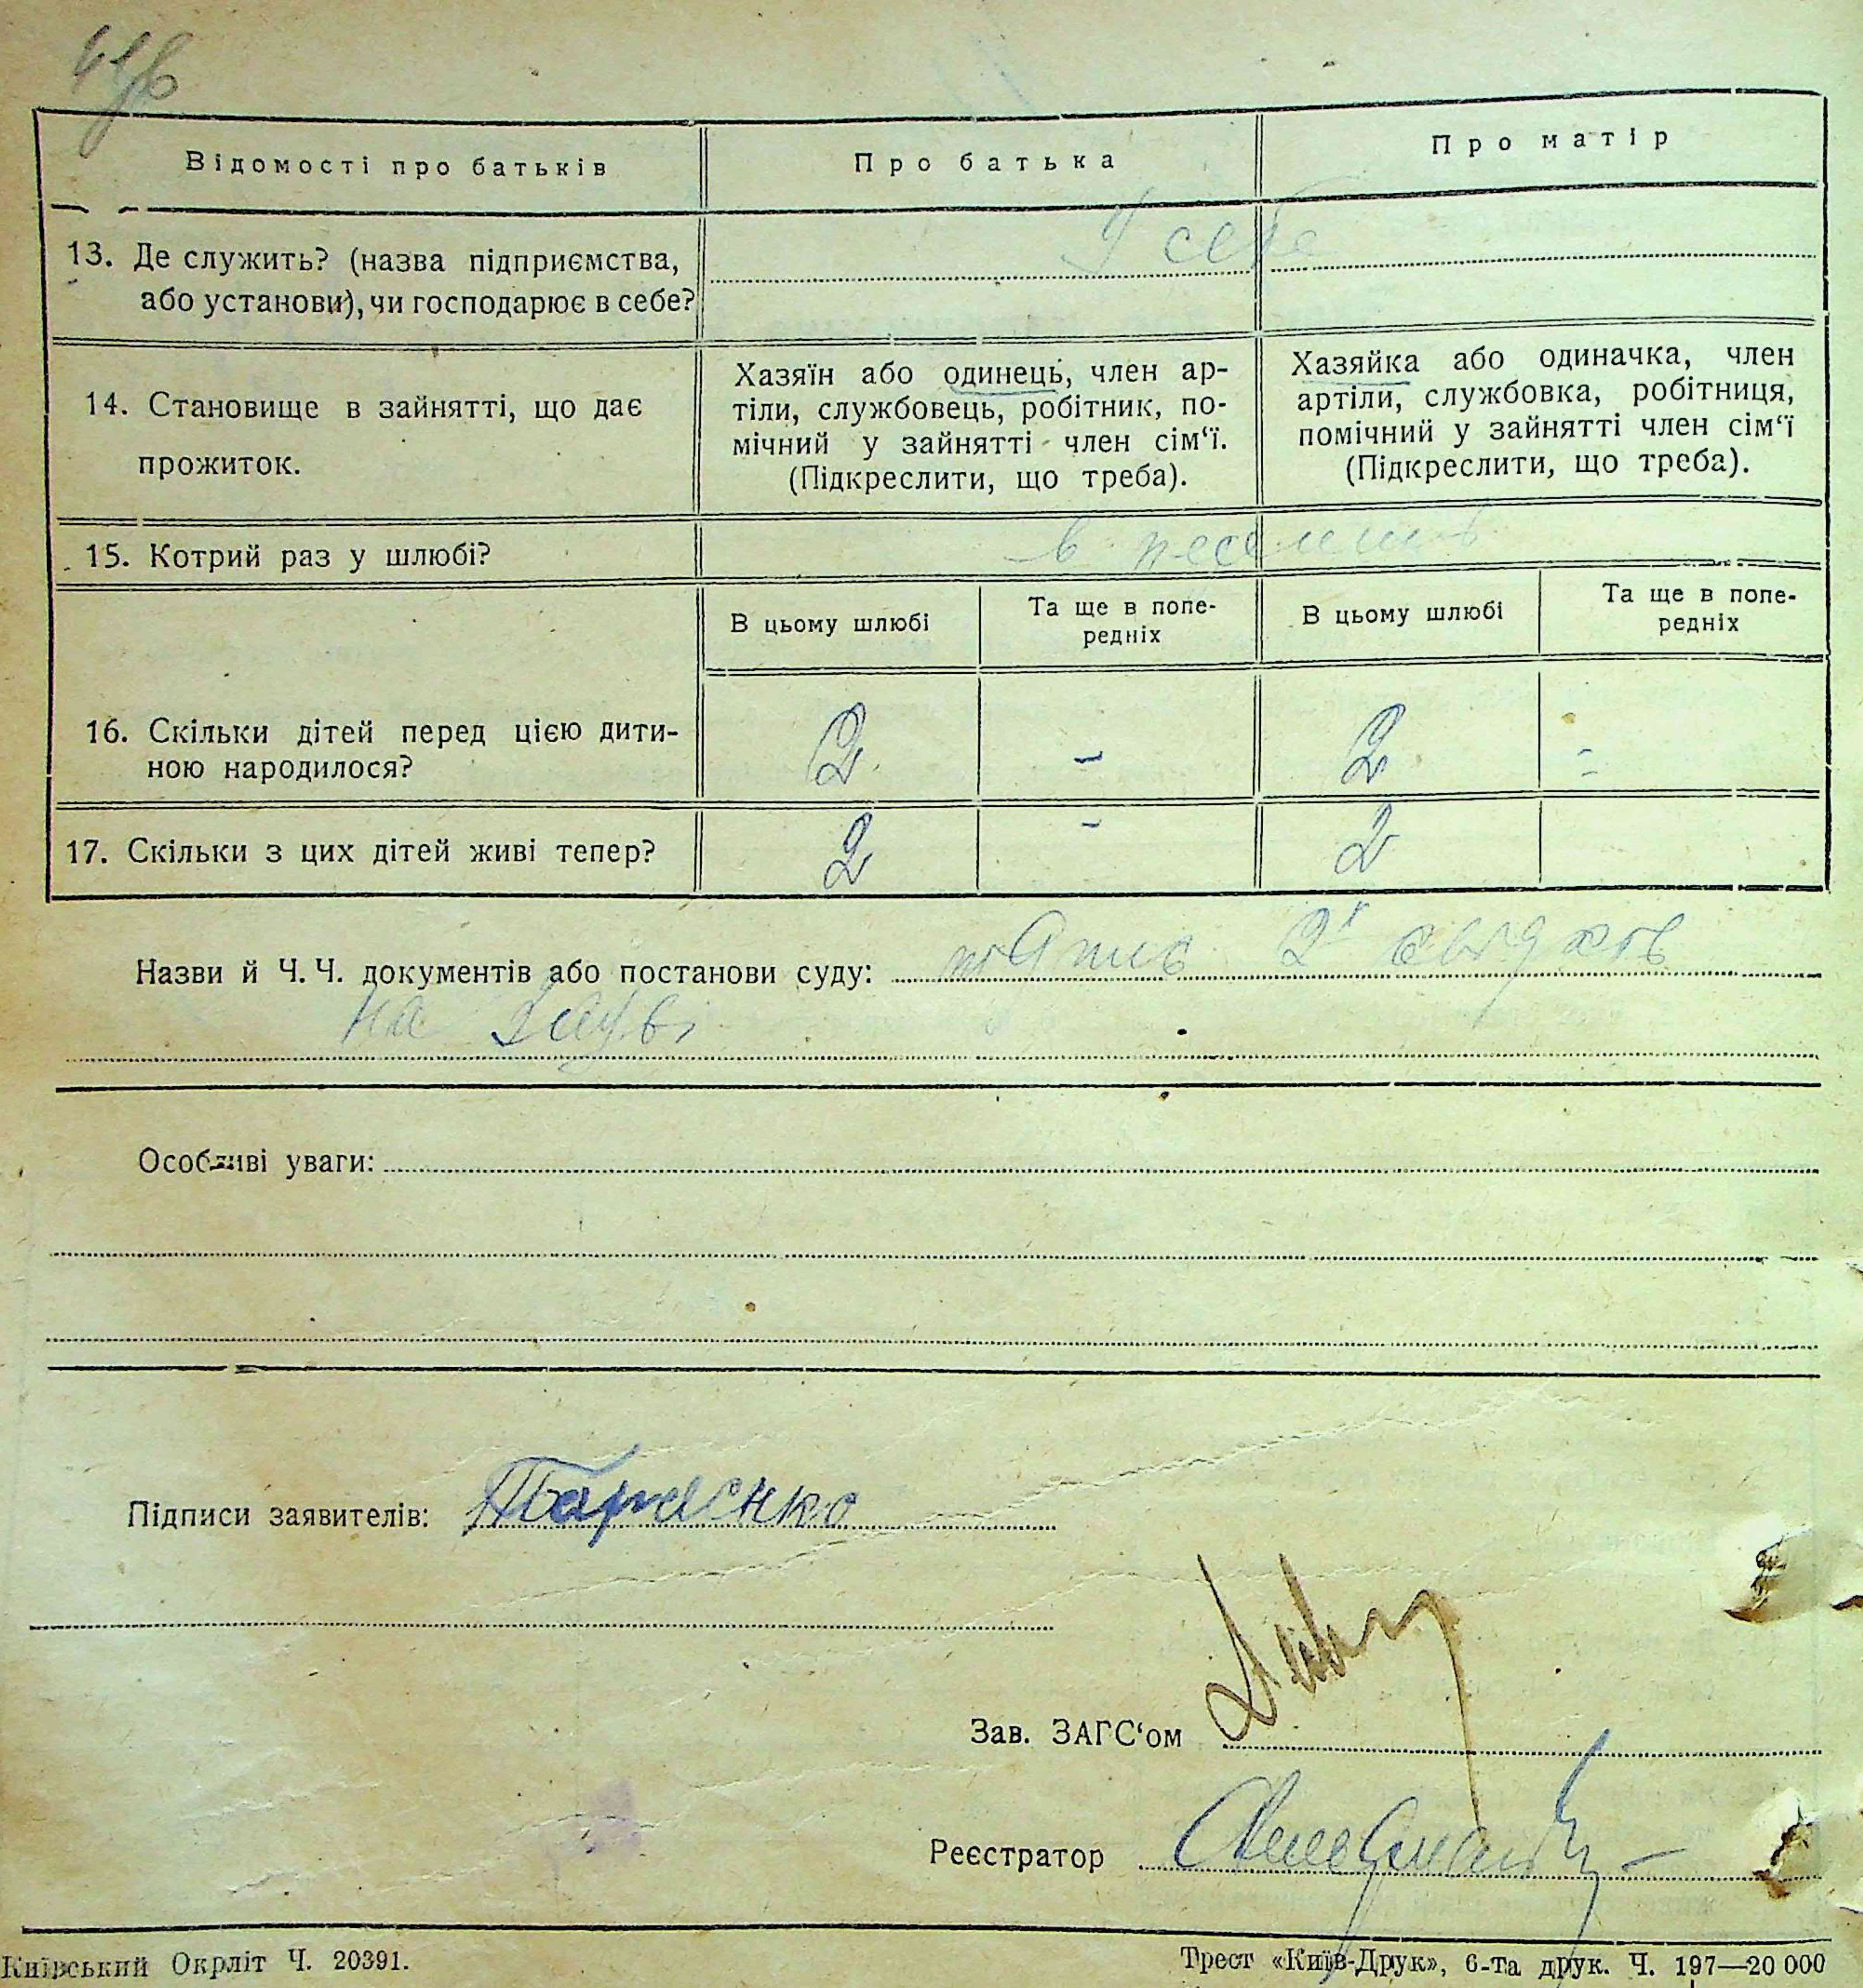 Відомості про батьків
Про батька
Про матір
13. Де служить? (назва підприємства,
або установи), чи господарює в себе?
У себе
14. Становище в зайнятті, що дає
прожиток.
Хазяїн або одинець, член ар-
тіли, службовець, робітник, по-
мічний у зайнятті член сім‘ї.
(Підкреслити, що треба).
Хазяйка або одиначка, член
артіли, службовка, робітниця,
помічний у зайнятті член сім‘ї
(Підкреслити, що треба).
15. Котрий раз у шлюбі?
В цьому шлюбі
Та ще в попе-
редніх
В цьому шлюбі
Та ще в попе-
редніх
16. Скільки дітей перед цією дити-
ною народилося?
2 - 2 -
17. Скільки з цих дітей живі тепер?
2 - 2
Назви й Ч. Ч. документів або постанови суду: 2х свідків
на
Особливі уваги:
Підписи заявителів:
Зав. ЗАГС‘ом
Реєстратор
Київський Окрліт Ч. 20391.
Трест «Київ-Друк», 6-та друк. Ч. 197—20 000